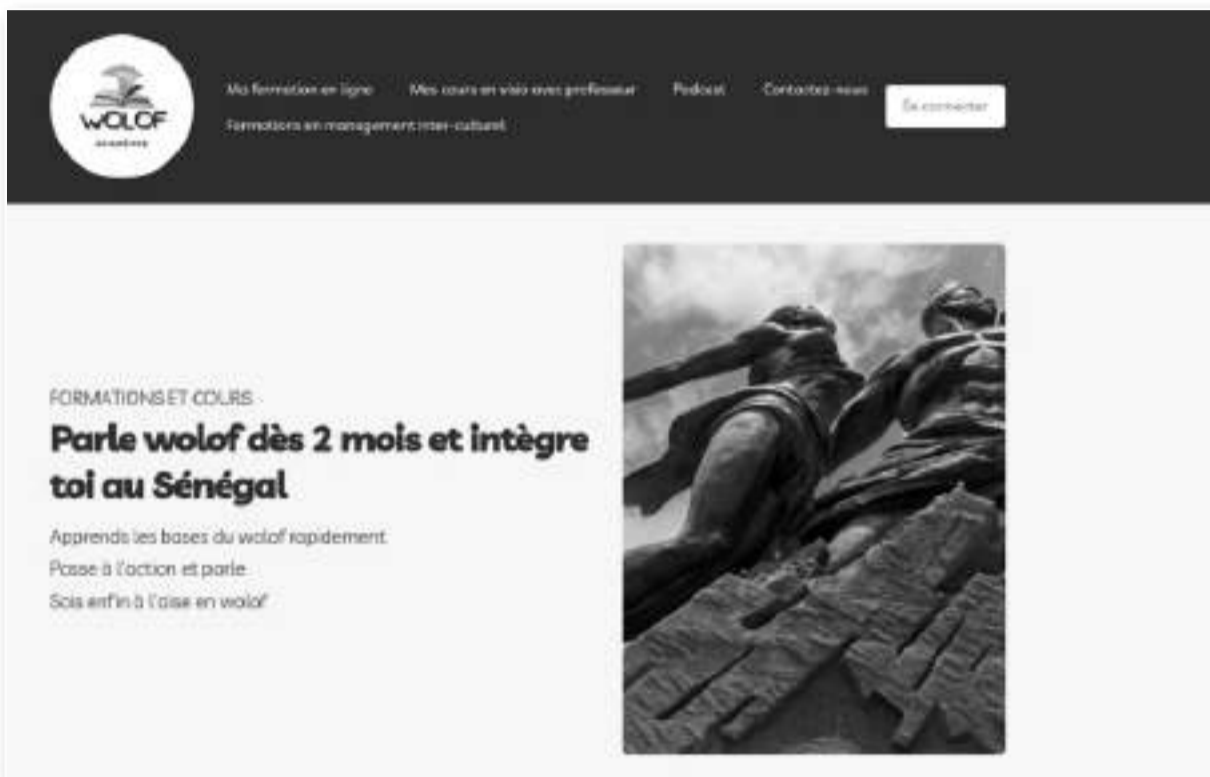 WOLOF
ACADÉMIE
Ma formation en ligne
Mes cours en visio avec professeur
Podcast
Contactez-nous
Se connecter
Formations en management inter-culturel
FORMATIONS ET COURS
Parle wolof dès 2 mois et intègre
toi au Sénégal
Apprends les bases du wolof rapidement
Passe à l'action et parle
Sois enfin à l'aise en wolof